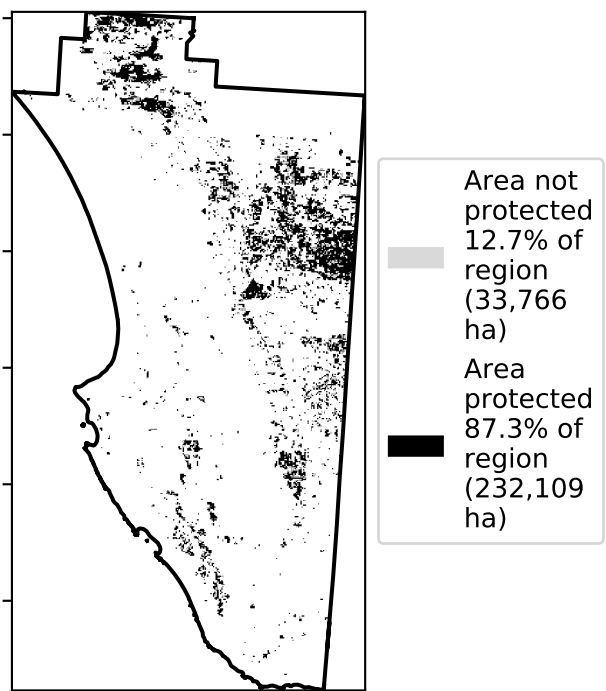 Area not
protected
12.7% of
region
(33,766
ha)
Area
protected
87.3% of
region
(232,109
ha)